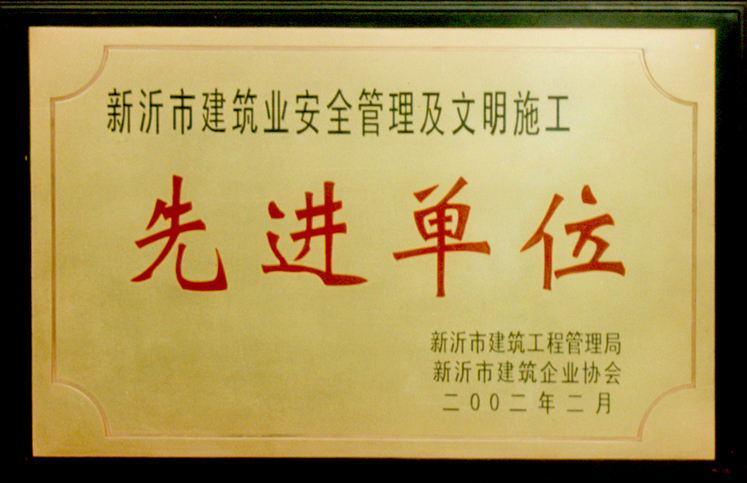 新沂市建筑业安全管理及文明施工
先进单位
新沂市建筑工程管理局
新沂市建筑企业协会
二00二年二月